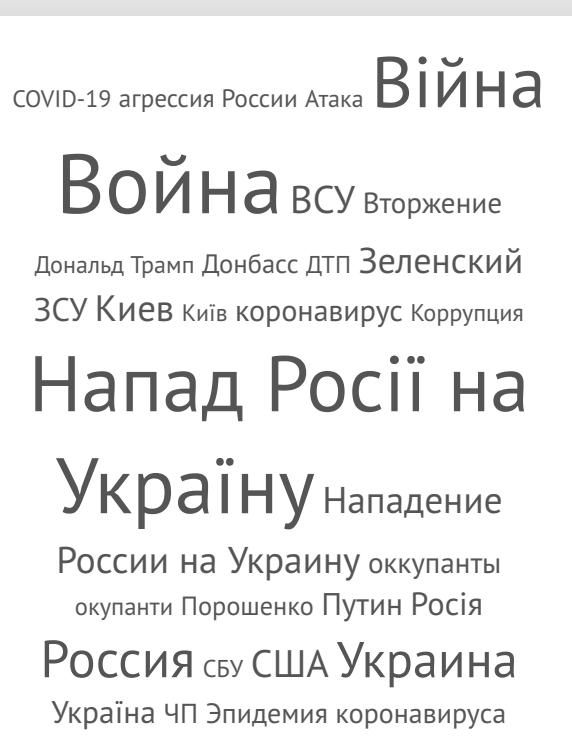 COVID-19 агрессия России Атака Війна
Война ВСУ Вторжение
Дональд Трамп Донбасс ДТП Зеленский
ЗСУ Киев Київ коронавирус Коррупция
Напад Росії на
Україну Нападение
России на Украину оккупанты
окупанти Порошенко Путин Росія
Россия СБУ США Украина
Україна ЧП Эпидемия коронавируса